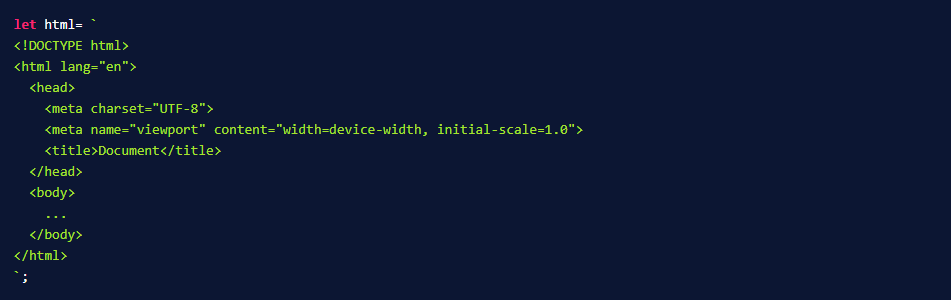 let html= `
<!DOCTYPE html>
<html lang="en">
  <head>
    <meta charset="UTF-8">
    <meta name="viewport" content="width=device-width, initial-scale=1.0">
    <title>Document</title>
  </head>
  <body>
    ...
  </body>
</html>
`;